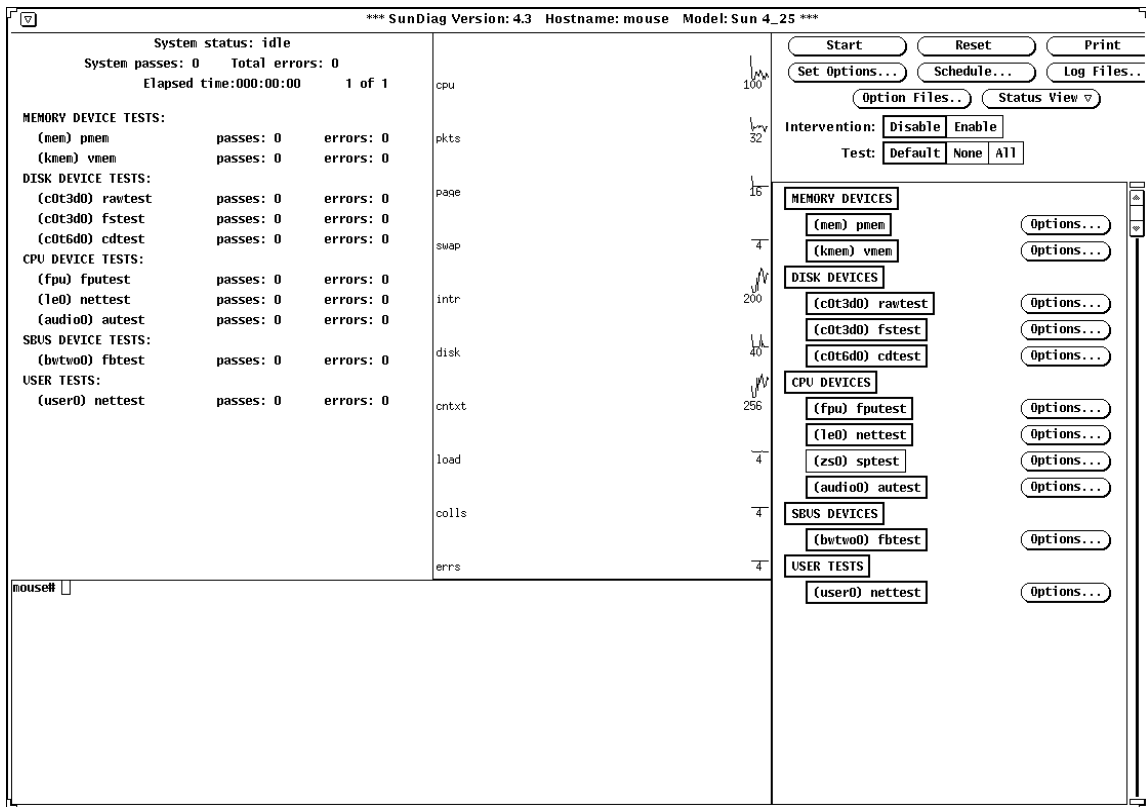 *** SunDiag Version: 4.3 Hostname: mouse Model: Sun 4_25 ***
System status: idle
System passes: 0 Total errors: 0
Elapsed time:000:00:00 1 of 1
MEMORY DEVICE TESTS:
(mem) pmem passes: 0 errors: 0
(kmem) vmem passes: 0 errors: 0
DISK DEVICE TESTS:
(c0t3d0) rawtest passes: 0 errors: 0
(c0t3d0) fstest passes: 0 errors: 0
(c0t6d0) cdtest passes: 0 errors: 0
CPU DEVICE TESTS:
(fpu) fputest passes: 0 errors: 0
(le0) nettest passes: 0 errors: 0
(audio0) autest passes: 0 errors: 0
SBUS DEVICE TESTS:
(bwtwo0) fbtest passes: 0 errors: 0
USER TESTS:
(user0) nettest passes: 0 errors: 0
cpu 100
pkts 32
page 16
swap 4
intr 200
disk 40
cntxt 256
load 4
colls 4
errs 4
Start Reset Print
Set Options... Schedule... Log Files..
Option Files.. Status View
Intervention: Disable Enable
Test: Default None All
MEMORY DEVICES
(mem) pmem Options...
(kmem) vmem Options...
DISK DEVICES
(c0t3d0) rawtest Options...
(c0t3d0) fstest Options...
(c0t6d0) cdtest Options...
CPU DEVICES
(fpu) fputest Options...
(le0) nettest Options...
(zs0) sptest Options...
(audio0) autest Options...
SBUS DEVICES
(bwtwo0) fbtest Options...
USER TESTS
(user0) nettest Options...
mouse#